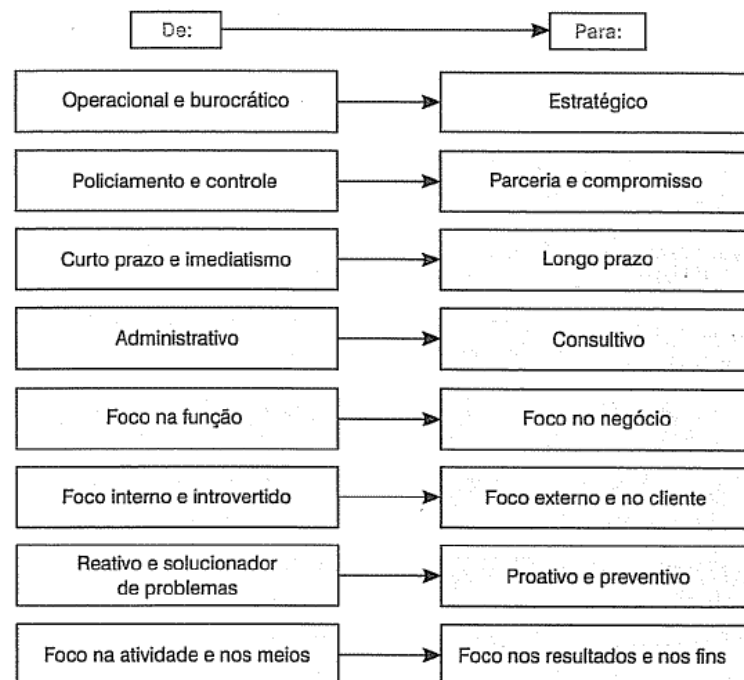 De:
Para:
Operacional e burocrático
Estratégico
Policiamento e controle
Parceria e compromisso
Curto prazo e imediatismo
Longo prazo
Administrativo
Consultivo
Foco na função
Foco no negócio
Foco interno e introvertido
Foco externo e no cliente
Reativo e solucionador
de problemas
Proativo e preventivo
Foco na atividade e nos meios
Foco nos resultados e nos fins